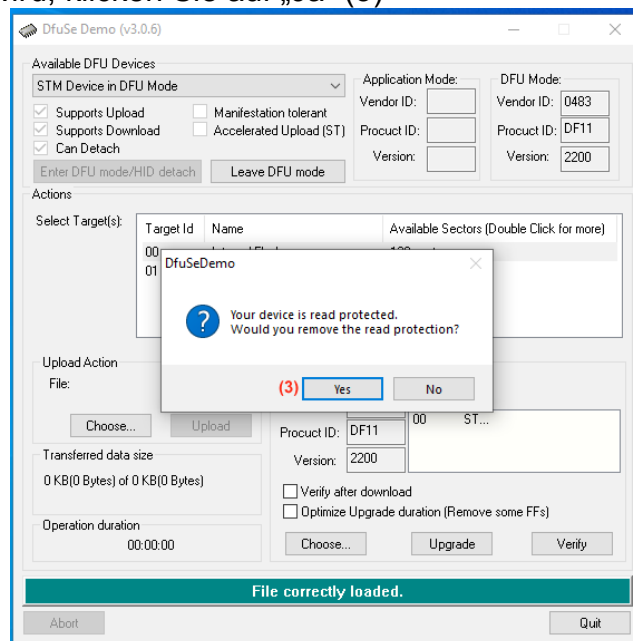 wird, klicken Sie auf „Ja" (3)
DfuSe Demo (v3.0.6)
Available DFU Devices
STM Device in DFU Mode
Supports Upload
Manifestation tolerant
Supports Download
Accelerated Upload (ST)
Can Detach
Enter DFU mode/HID detach
Leave DFU mode
Application Mode:
Vendor ID:
Procuct ID:
Version:
DFU Mode:
Vendor ID: 0483
Procuct ID: DF11
Version: 2200
Actions
Select Target(s):
Target Id Name Available Sectors (Double Click for more)
00
01
DfuSeDemo
Your device is read protected.
Would you remove the read protection?
(3) Yes No
Upload Action
File:
Choose... Upload
Transferred data size
0 KB(0 Bytes) of 0 KB(0 Bytes)
Operation duration
00:00:00
Procuct ID: DF11
Version: 2200
00 ST...
Verify after download
Optimize Upgrade duration (Remove some FFs)
Choose... Upgrade Verify
File correctly loaded.
Abort Quit